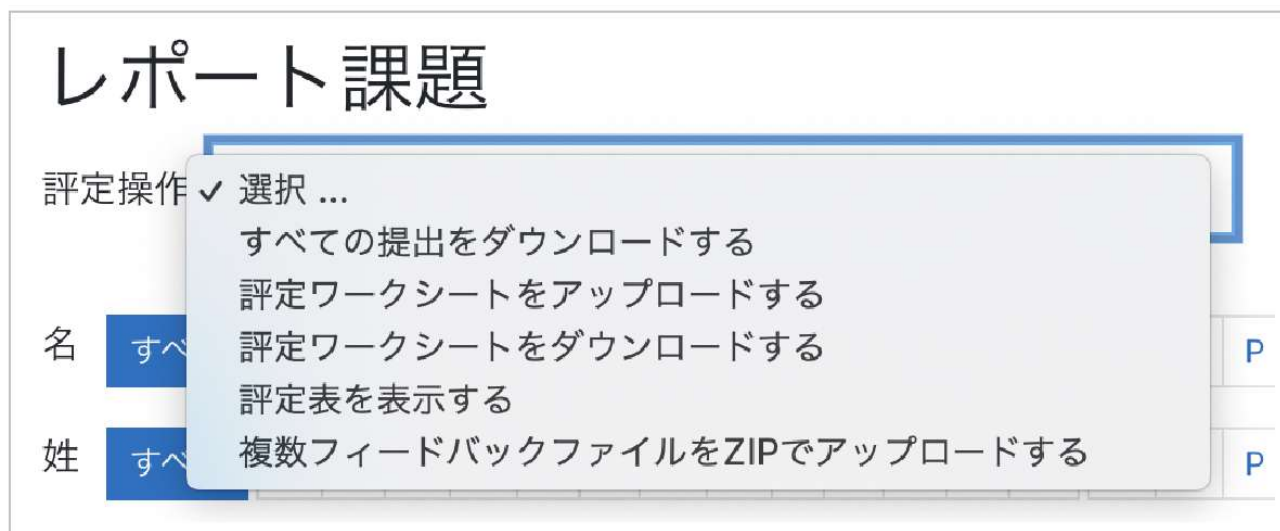 レポート課題
評定操作
✓ 選択 ...
すべての提出をダウンロードする
評定ワークシートをアップロードする
評定ワークシートをダウンロードする
評定表を表示する
複数フィードバックファイルをZIPでアップロードする
名 すべ P
姓 すべ P